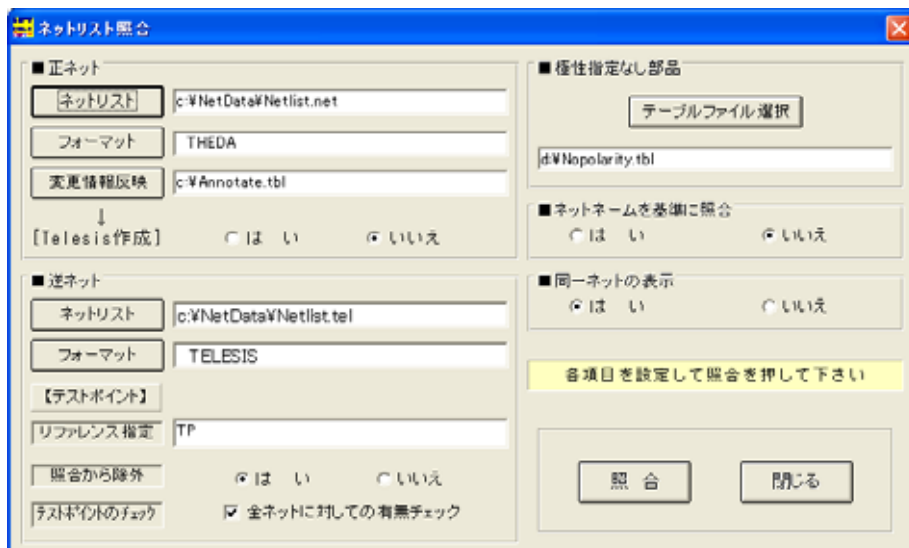 ネットリスト照合
■正ネット
ネットリスト c:¥NetData¥Netlist.net
フォーマット THEDA
変更情報反映 c:¥Annotate.tbl
↓
[Telesis作成] はい いいえ
■逆ネット
ネットリスト c:¥NetData¥Netlist.tel
フォーマット TELESIS
【テストポイント】
リファレンス指定 TP
照合から除外 はい いいえ
テストポイントのチェック 全ネットに対しての有無チェック
■極性指定なし部品
テーブルファイル選択
d:¥Nopolarity.tbl
■ネットネームを基準に照合
はい いいえ
■同一ネットの表示
はい いいえ
各項目を設定して照合を押して下さい
照合 閉じる